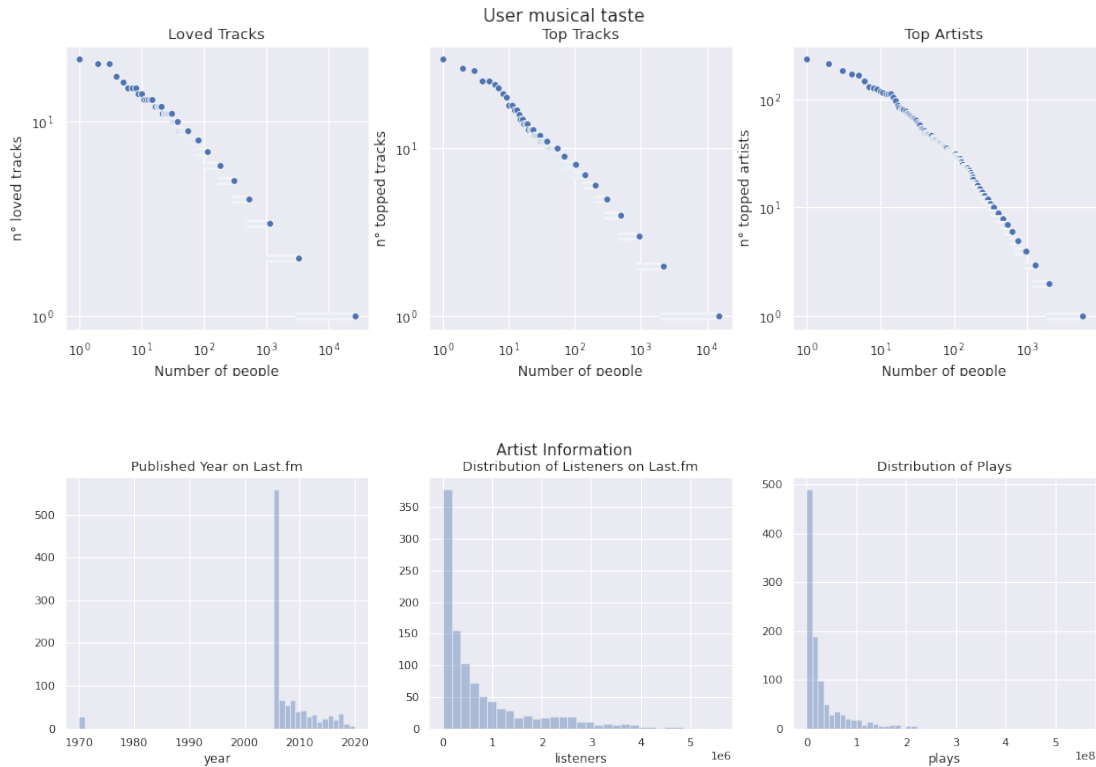 User musical taste
Loved Tracks
Top Tracks
Top Artists
n° loved tracks
10¹
10⁰
10⁰ 10¹ 10² 10³ 10⁴
Number of people
n° topped tracks
10¹
10⁰
10⁰ 10¹ 10² 10³ 10⁴
Number of people
n° topped artists
10²
10¹
10⁰
10⁰ 10¹ 10² 10³
Number of people
Artist Information
Published Year on Last.fm
Distribution of Listeners on Last.fm
Distribution of Plays
500
400
300
200
100
0
1970 1980 1990 2000 2010 2020
year
350
300
250
200
150
100
50
0
0 1 2 3 4 5
1e6
listeners
500
400
300
200
100
0
0 1 2 3 4 5
1e8
plays